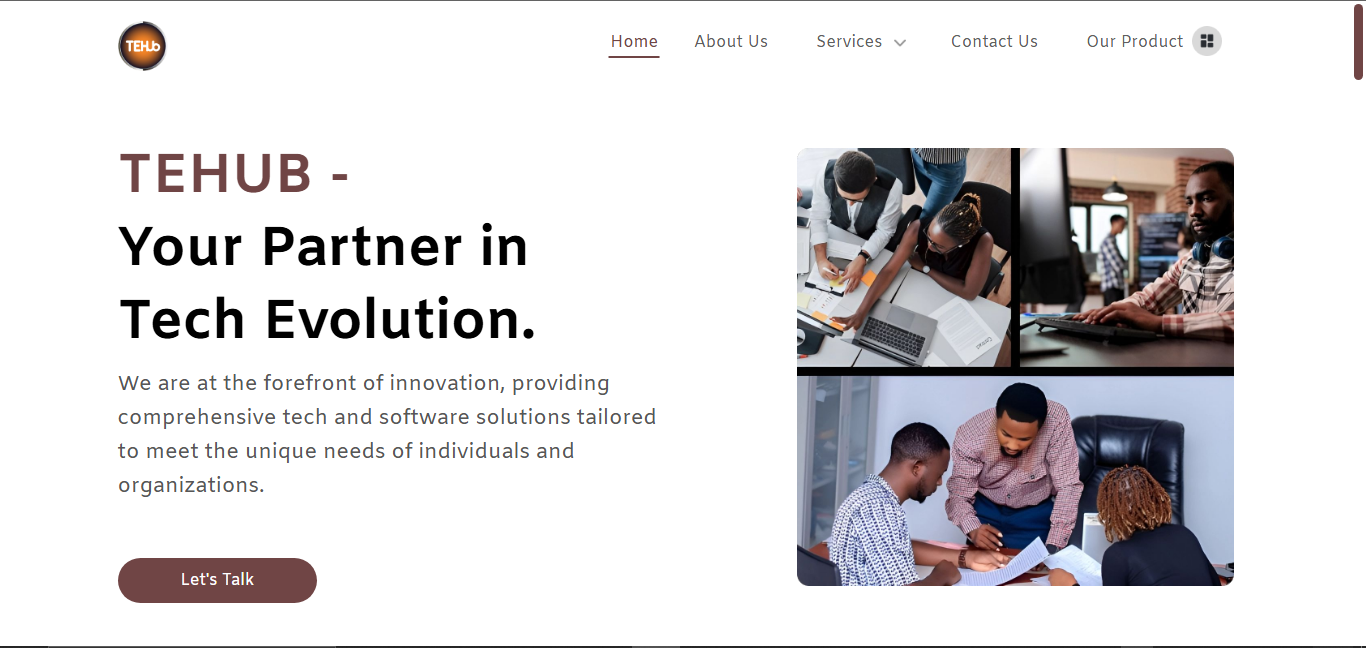 TEHub
Home About Us Services Contact Us Our Product
TEHUB -
Your Partner in
Tech Evolution.
We are at the forefront of innovation, providing
comprehensive tech and software solutions tailored
to meet the unique needs of individuals and
organizations.
Let's Talk
Contract